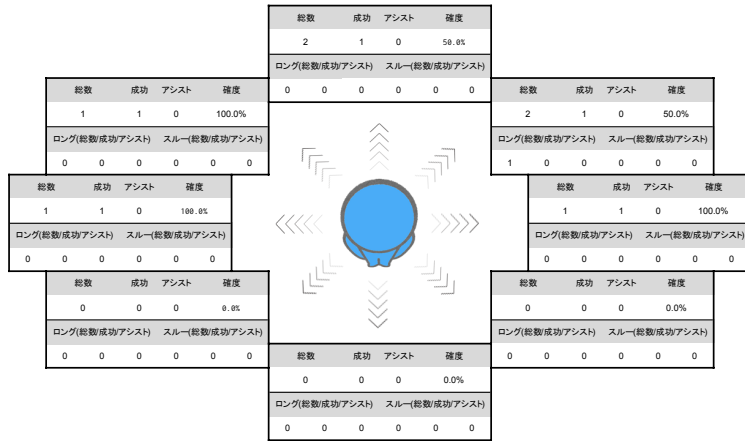 総数 成功 アシスト 確度
2 1 0 50.0%
ロング(総数/成功/アシスト) スルー(総数/成功/アシスト)
0 0 0 0 0 0
総数 成功 アシスト 確度
1 1 0 100.0%
ロング(総数/成功/アシスト) スルー(総数/成功/アシスト)
0 0 0 0 0 0
総数 成功 アシスト 確度
2 1 0 50.0%
ロング(総数/成功/アシスト) スルー(総数/成功/アシスト)
1 0 0 0 0 0
総数 成功 アシスト 確度
1 1 0 100.0%
ロング(総数/成功/アシスト) スルー(総数/成功/アシスト)
0 0 0 0 0 0
総数 成功 アシスト 確度
1 1 0 100.0%
ロング(総数/成功/アシスト) スルー(総数/成功/アシスト)
0 0 0 0 0 0
総数 成功 アシスト 確度
0 0 0 0.0%
ロング(総数/成功/アシスト) スルー(総数/成功/アシスト)
0 0 0 0 0 0
総数 成功 アシスト 確度
0 0 0 0.0%
ロング(総数/成功/アシスト) スルー(総数/成功/アシスト)
0 0 0 0 0 0
総数 成功 アシスト 確度
0 0 0 0.0%
ロング(総数/成功/アシスト) スルー(総数/成功/アシスト)
0 0 0 0 0 0